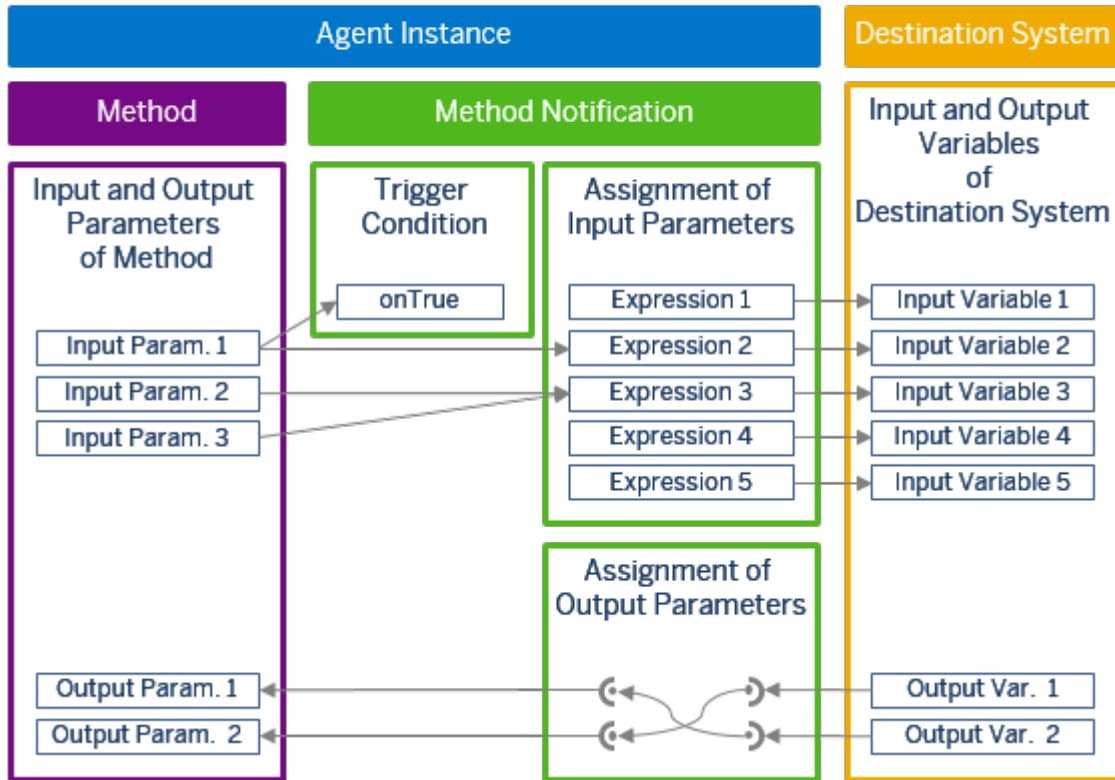 Agent Instance
Destination System
Method
Method Notification
Input and Output
Variables
of
Destination System
Input and Output
Parameters
of Method
Trigger
Condition
Assignment of
Input Parameters
onTrue
Expression 1
Input Variable 1
Input Param. 1
Expression 2
Input Variable 2
Input Param. 2
Expression 3
Input Variable 3
Input Param. 3
Expression 4
Input Variable 4
Expression 5
Input Variable 5
Assignment of
Output Parameters
Output Param. 1
Output Var. 1
Output Param. 2
Output Var. 2